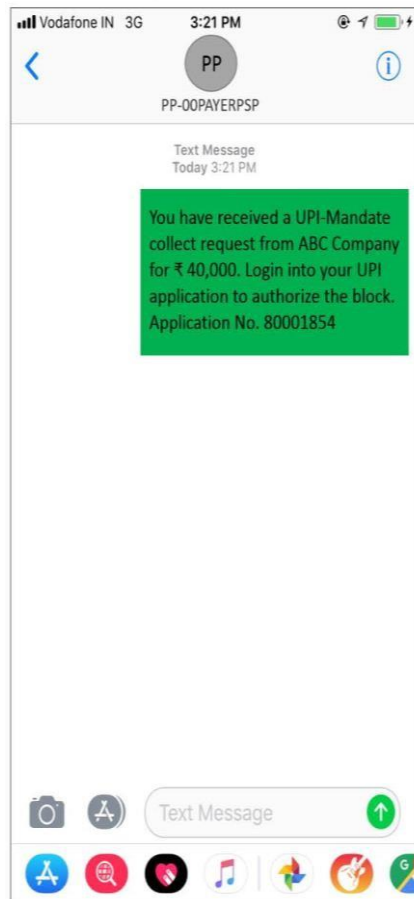 Vodafone IN 3G 3:21 PM
PP
PP-OOPAYERPSP
Text Message
Today 3:21 PM
You have received a UPI-Mandate
collect request from ABC Company
for ₹ 40,000. Login into your UPI
application to authorize the block.
Application No. 80001854
Text Message
G